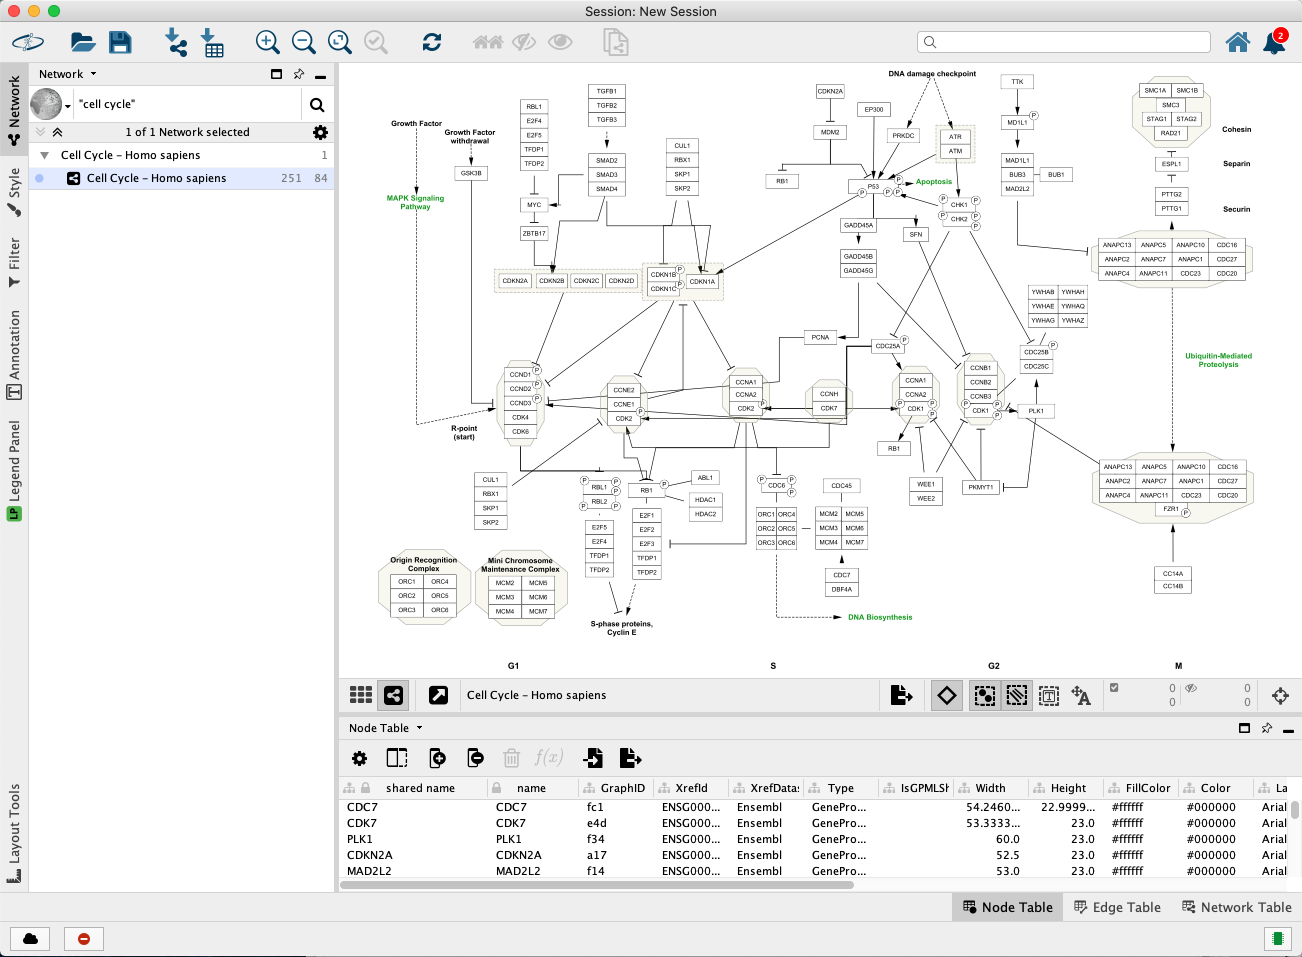 Session: New Session
2
Network
"cell cycle"
1 of 1 Network selected
Cell Cycle – Homo sapiens 1
Cell Cycle – Homo sapiens 251 84
Network
Style
Filter
Annotation
Legend Panel
LP
Layout Tools
DNA damage checkpoint
Growth Factor
Growth Factor
withdrawal
GSK3B
MAPK Signaling
Pathway
RBL1
E2F4
E2F5
TFDP1
TFDP2
MYC
ZBTB17
TGFB1
TGFB2
TGFB3
SMAD2
SMAD3
SMAD4
CUL1
RBX1
SKP1
SKP2
CDKN2A
MDM2
RB1
EP300
PRKDC
ATR
ATM
P53
P
P
P
P
Apoptosis
CHK1
CHK2
P
P
P
P
GADD45A
SFN
GADD45B
GADD45G
TTK
MD1L1
P
MAD1L1
BUB3
MAD2L2
BUB1
SMC1A SMC1B
SMC3
STAG1 STAG2
RAD21
Cohesin
ESPL1
Separin
PTTG2
PTTG1
Securin
ANAPC13 ANAPC5 ANAPC10 CDC16
ANAPC2 ANAPC7 ANAPC1 CDC27
ANAPC4 ANAPC11 CDC23 CDC20
CDKN2A CDKN2B CDKN2C CDKN2D
CDKN1B
CDKN1C
P
P
CDKN1A
YWHAB YWHAH
YWHAE YWHAQ
YWHAG YWHAZ
PCNA
CDC25A
P
CDC25B
CDC25C
P
Ubiquitin-Mediated
Proteolysis
CCND1
CCND2
CCND3
CDK4
CDK6
P
P
P
R-point
(start)
CCNE2
CCNE1
CDK2
P
CCNA1
CCNA2
CDK2
P
CCNH
CDK7
CCNA1
CCNA2
CDK1
P
P
P
CCNB1
CCNB2
CCNB3
CDK1
P
P
P
P
PLK1
RB1
CUL1
RBX1
SKP1
SKP2
RBL1
RBL2
P
P
P
P
P
RB1
P
ABL1
HDAC1
HDAC2
E2F5
E2F4
TFDP1
TFDP2
E2F1
E2F2
E2F3
TFDP1
TFDP2
CDC6
P
P
P
ORC1 ORC4
ORC2 ORC5
ORC3 ORC6
CDC45
MCM2 MCM5
MCM3 MCM6
MCM4 MCM7
CDC7
DBF4A
WEE1
WEE2
PKMYT1
ANAPC13 ANAPC5 ANAPC10 CDC16
ANAPC2 ANAPC7 ANAPC1 CDC27
ANAPC4 ANAPC11 CDC23 CDC20
FZR1
P
CC14A
CC14B
Origin Recognition
Complex
ORC1 ORC4
ORC2 ORC5
ORC3 ORC6
Mini Chromosome
Maintenance Complex
MCM2 MCM5
MCM3 MCM6
MCM4 MCM7
S-phase proteins,
Cyclin E
DNA Biosynthesis
G1 S G2 M
Cell Cycle – Homo sapiens
T
A
0 0
0 0
Node Table
f(x)
shared name name GraphID XrefId XrefData: Type IsGPMLSh Width Height FillColor Color La
CDC7 CDC7 fc1 ENSG000... Ensembl GenePro... 54.2460... 22.9999... #ffffff #000000 Arial
CDK7 CDK7 e4d ENSG000... Ensembl GenePro... 53.3333... 23.0 #ffffff #000000 Arial
PLK1 PLK1 f34 ENSG000... Ensembl GenePro... 60.0 23.0 #ffffff #000000 Arial
CDKN2A CDKN2A a17 ENSG000... Ensembl GenePro... 52.5 23.0 #ffffff #000000 Arial
MAD2L2 MAD2L2 f14 ENSG000... Ensembl GenePro... 53.0 23.0 #ffffff #000000 Arial
Node Table Edge Table Network Table